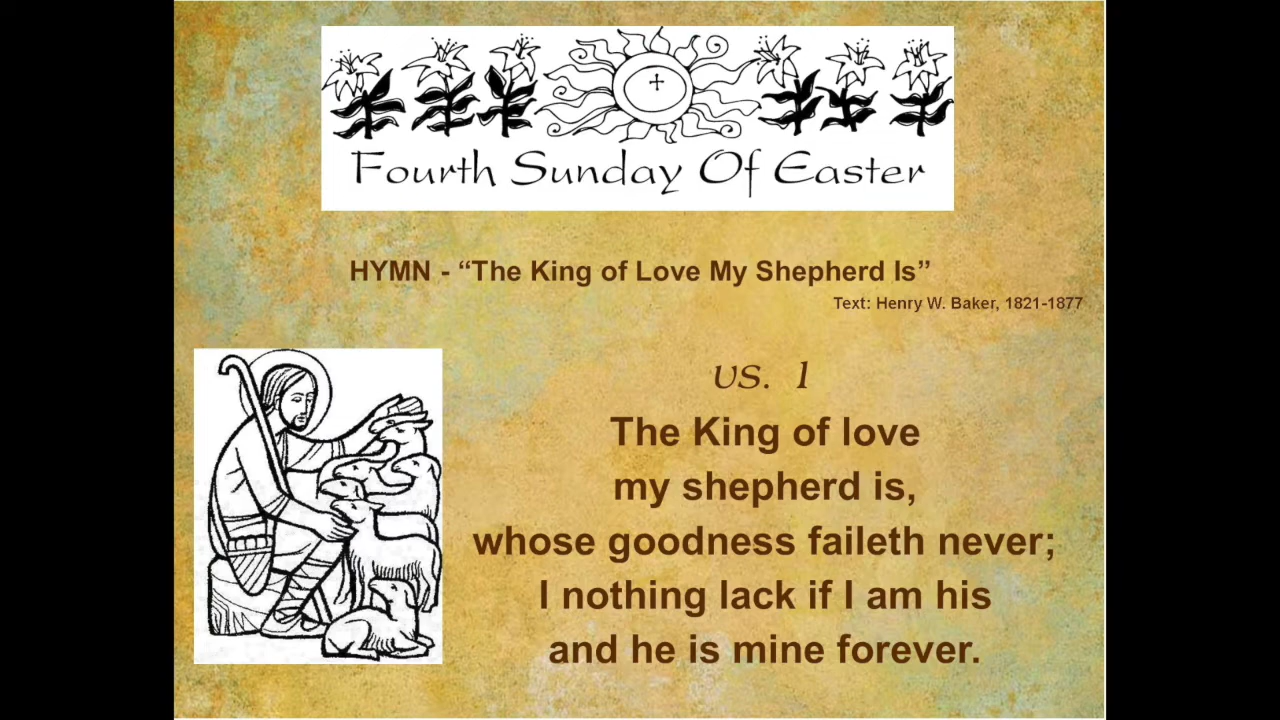 Fourth Sunday Of Easter
HYMN - “The King of Love My Shepherd Is”
Text: Henry W. Baker, 1821-1877
vs. 1
The King of love
my shepherd is,
whose goodness faileth never;
I nothing lack if I am his
and he is mine forever.